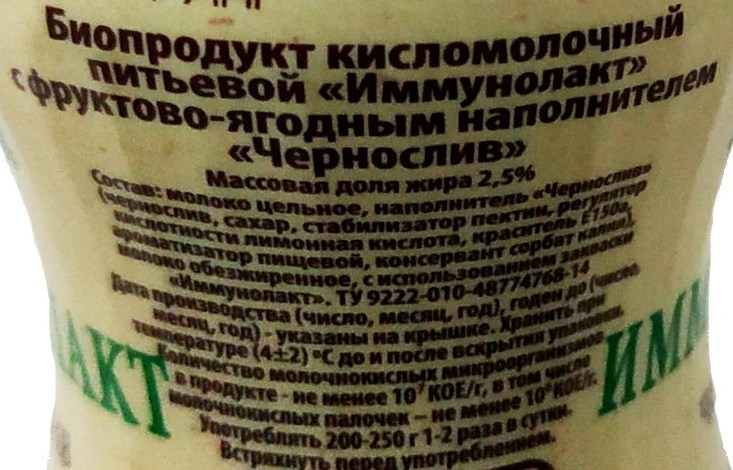 Биопродукт кисломолочный
питьевой «Иммунолакт»
с фруктово-ягодным наполнителем
«Чернослив»
Массовая доля жира 2,5%
Состав: молоко цельное, наполнитель «Чернослив»
(чернослив, сахар, стабилизатор пектин, регулятор
кислотности лимонная кислота, краситель Е150а,
ароматизатор пищевой, консервант сорбат калия),
молоко обезжиренное, с использованием закваски
«Иммунолакт». ТУ 9222-010-48774768-14
Дата производства (число, месяц, год), годен до (число,
месяц, год) - указаны на крышке. Хранить при
температуре (4±2) °С до и после вскрытия упаковки.
Количество молочнокислых микроорганизмов
в продукте - не менее 10⁷ КОЕ/г, в том числе
молочнокислых палочек – не менее 10⁶ КОЕ/г.
Употреблять 200-250 г 1-2 раза в сутки.
Встряхнуть перед употреблением.
ЛАКТ
ИММ